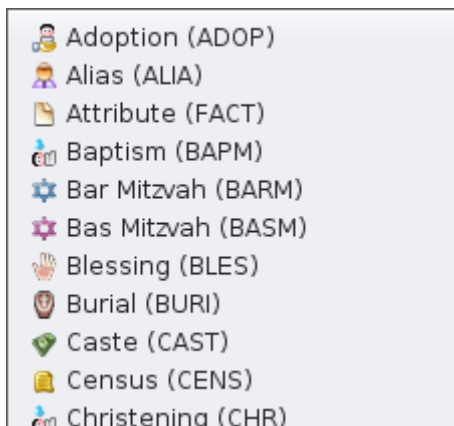 Adoption (ADOP)
Alias (ALIA)
Attribute (FACT)
Baptism (BAPM)
Bar Mitzvah (BARM)
Bas Mitzvah (BASM)
Blessing (BLES)
Burial (BURI)
Caste (CAST)
Census (CENS)
Christening (CHR)